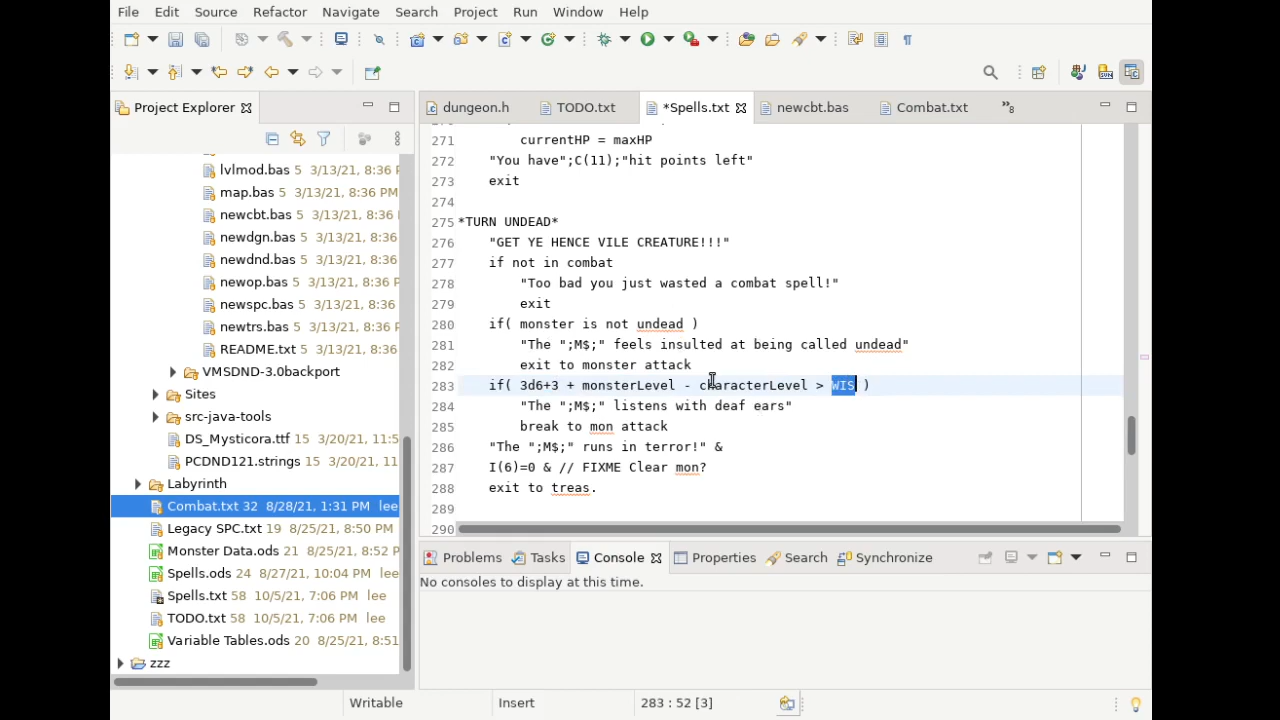 File Edit Source Refactor Navigate Search Project Run Window Help
Project Explorer
dungeon.h TODO.txt *Spells.txt newcbt.bas Combat.txt »8
271 currentHP = maxHP
272 "You have";C(11);"hit points left"
273 exit
274
275 *TURN UNDEAD*
276 "GET YE HENCE VILE CREATURE!!!"
277 if not in combat
278 "Too bad you just wasted a combat spell!"
279 exit
280 if( monster is not undead )
281 "The ";M$;" feels insulted at being called undead"
282 exit to monster attack
283 if( 3d6+3 + monsterLevel - characterLevel > WIS )
284 "The ";M$;" listens with deaf ears"
285 break to mon attack
286 "The ";M$;" runs in terror!" &
287 I(6)=0 & // FIXME Clear mon?
288 exit to treas.
289
290
lvlmod.bas 5 3/13/21, 8:36 P
map.bas 5 3/13/21, 8:36 PM
newcbt.bas 5 3/13/21, 8:36
newdgn.bas 5 3/13/21, 8:36
newdnd.bas 5 3/13/21, 8:36
newop.bas 5 3/13/21, 8:36
newspc.bas 5 3/13/21, 8:36
newtrs.bas 5 3/13/21, 8:36
README.txt 5 3/13/21, 8:36
VMSDND-3.0backport
Sites
src-java-tools
DS_Mysticora.ttf 15 3/20/21, 11:5
PCDND121.strings 15 3/20/21, 11
Labyrinth
Combat.txt 32 8/28/21, 1:31 PM lee
Legacy SPC.txt 19 8/25/21, 8:50 PM
Monster Data.ods 21 8/25/21, 8:52 P
Spells.ods 24 8/27/21, 10:04 PM lee
Spells.txt 58 10/5/21, 7:06 PM lee
TODO.txt 58 10/5/21, 7:06 PM lee
Variable Tables.ods 20 8/25/21, 8:51
zzz
Problems Tasks Console Properties Search Synchronize
No consoles to display at this time.
Writable Insert 283 : 52 [3]